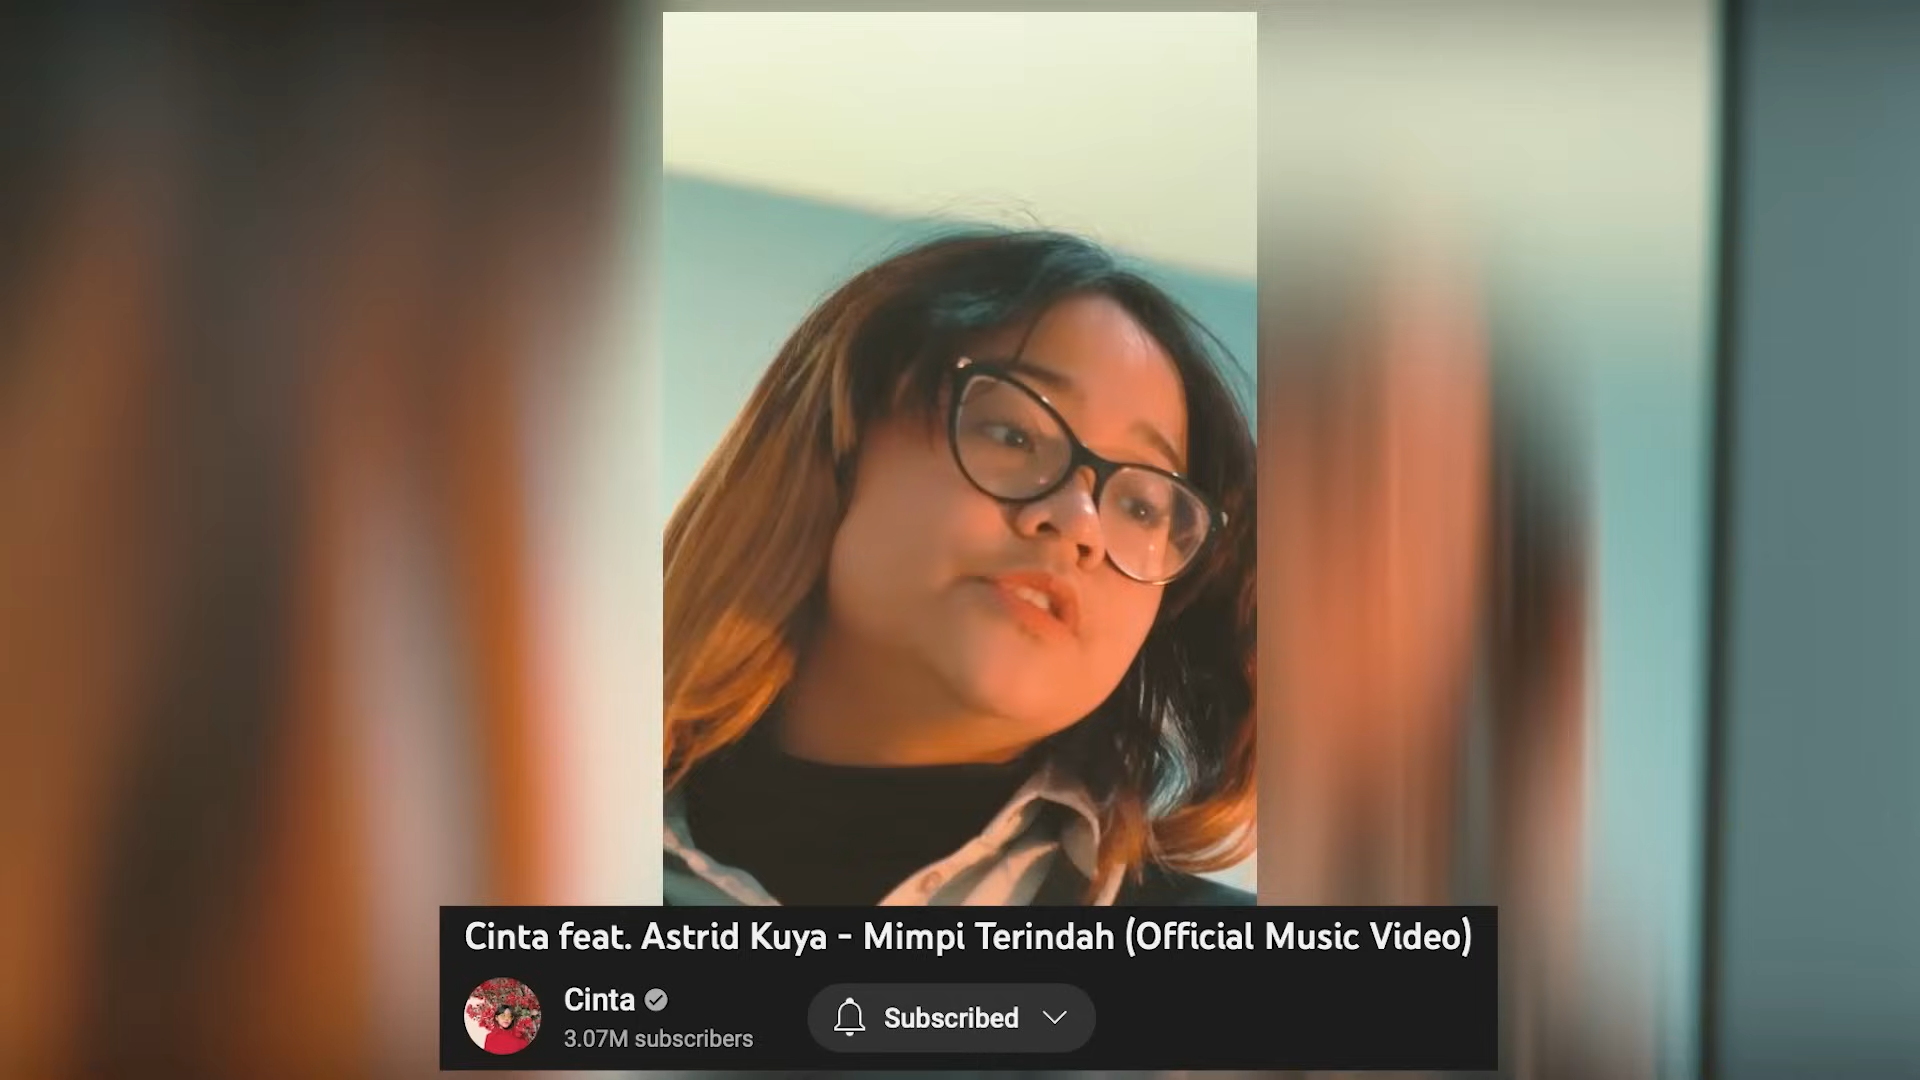 Cinta feat. Astrid Kuya - Mimpi Terindah (Official Music Video)
Cinta
3.07M subscribers
Subscribed